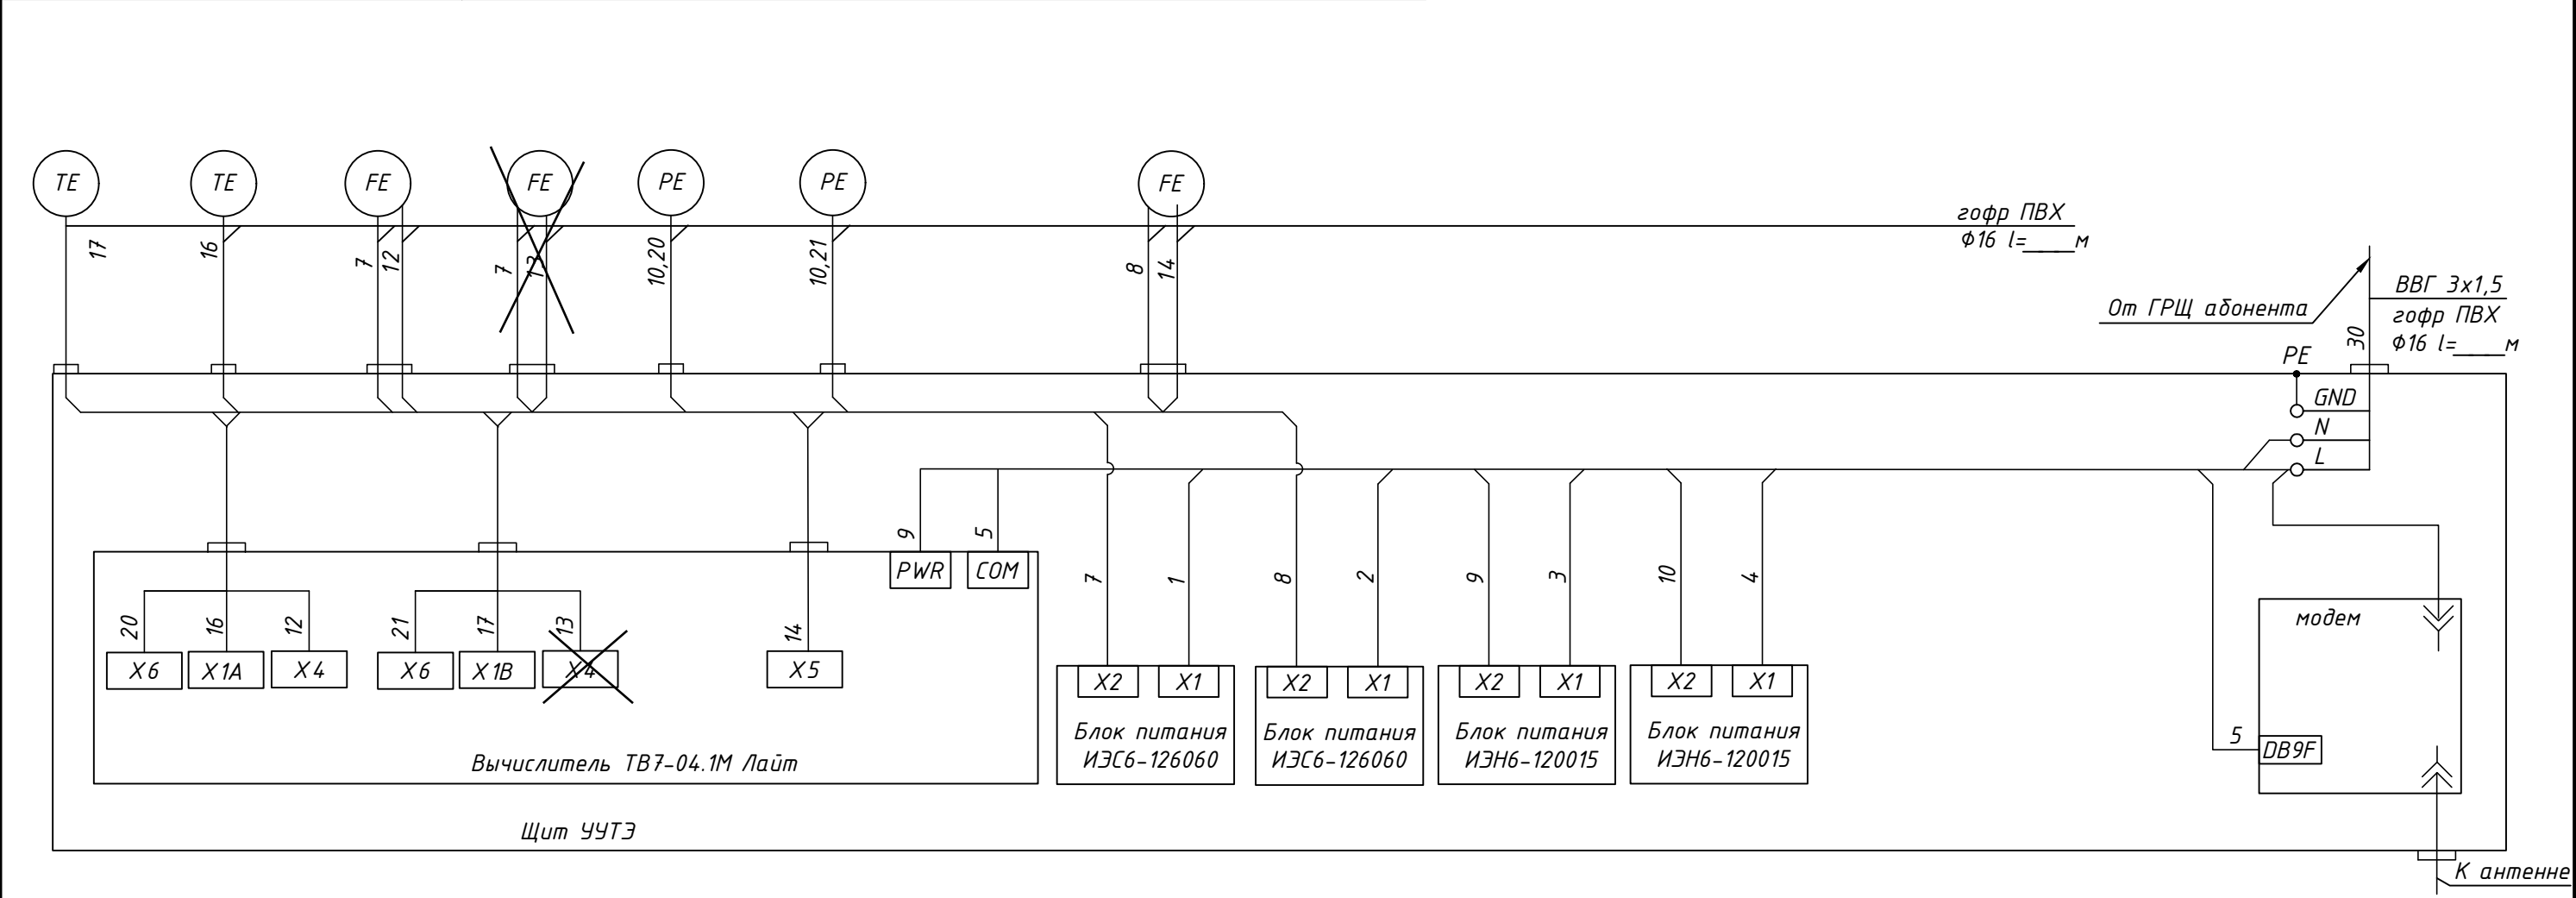 TE
TE
FE
FE
PE
PE
FE
гофр ПВХ
Ф16 l=____м
17
16
7
12
7
13
10,20
10,21
8
14
От ГРЩ абонента
ВВГ 3х1,5
гофр ПВХ
Ф16 l=____м
30
PE
GND
N
L
9
5
PWR
COM
7
1
8
2
9
3
10
4
20
16
12
21
17
13
14
X6
X1A
X4
X6
X1B
X4
X5
X2
X1
X2
X1
X2
X1
X2
X1
модем
Блок питания
ИЭС6-126060
Блок питания
ИЭС6-126060
Блок питания
ИЭН6-120015
Блок питания
ИЭН6-120015
5
DB9F
Вычислитель ТВ7-04.1М Лайт
Щит УУТЭ
К антенне